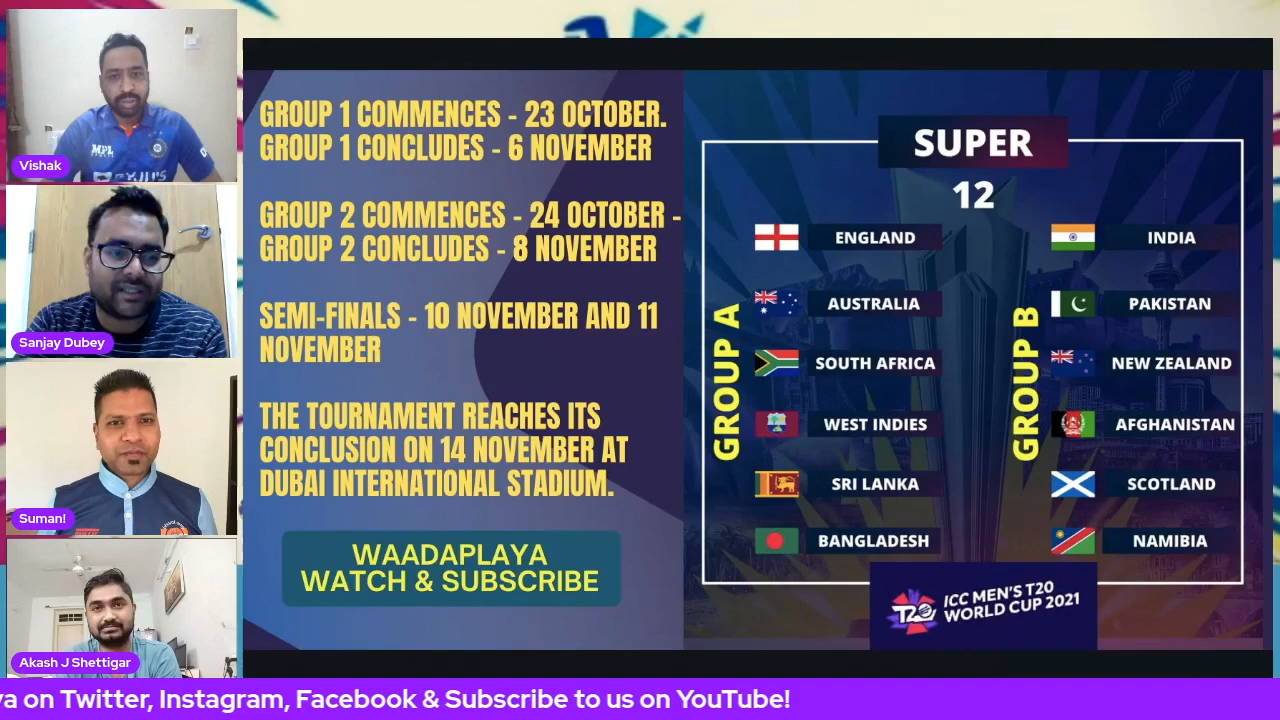 Vishak
MPL
Sanjay Dubey
Suman!
Akash J Shettigar
GROUP 1 COMMENCES - 23 OCTOBER.
GROUP 1 CONCLUDES - 6 NOVEMBER
GROUP 2 COMMENCES - 24 OCTOBER -
GROUP 2 CONCLUDES - 8 NOVEMBER
SEMI-FINALS - 10 NOVEMBER AND 11
NOVEMBER
THE TOURNAMENT REACHES ITS
CONCLUSION ON 14 NOVEMBER AT
DUBAI INTERNATIONAL STADIUM.
WAADAPLAYA
WATCH & SUBSCRIBE
SUPER
12
GROUP A
ENGLAND
AUSTRALIA
SOUTH AFRICA
WEST INDIES
SRI LANKA
BANGLADESH
GROUP B
INDIA
PAKISTAN
NEW ZEALAND
AFGHANISTAN
SCOTLAND
NAMIBIA
T20
ICC MEN'S T20
WORLD CUP 2021
on Twitter, Instagram, Facebook & Subscribe to us on YouTube!